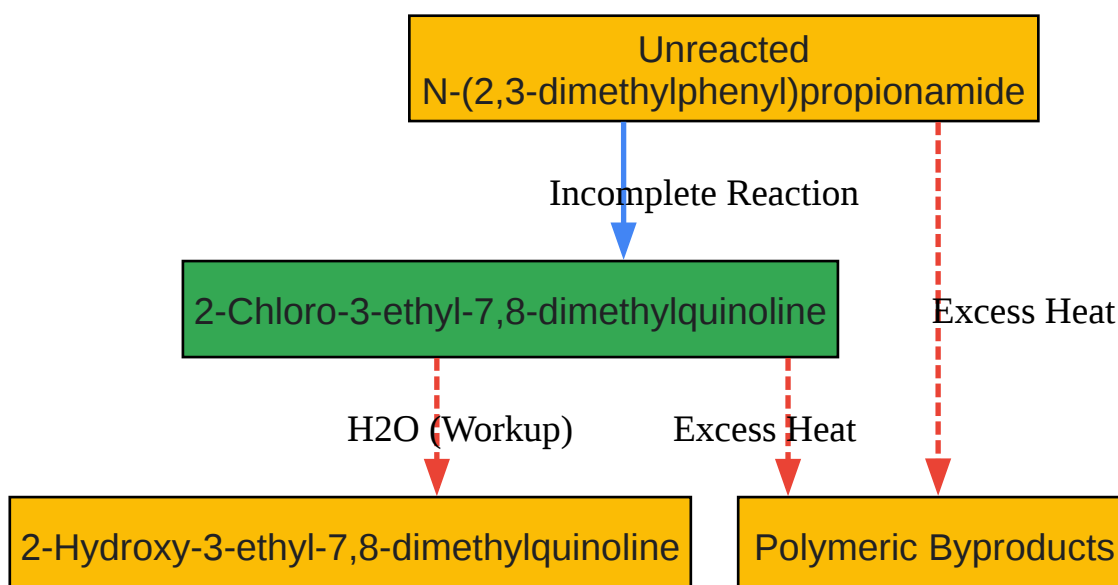 Unreacted
N-(2,3-dimethylphenyl)propionamide
Incomplete Reaction
2-Chloro-3-ethyl-7,8-dimethylquinoline
Excess Heat
H2O (Workup)
Excess Heat
2-Hydroxy-3-ethyl-7,8-dimethylquinoline
Polymeric Byproducts